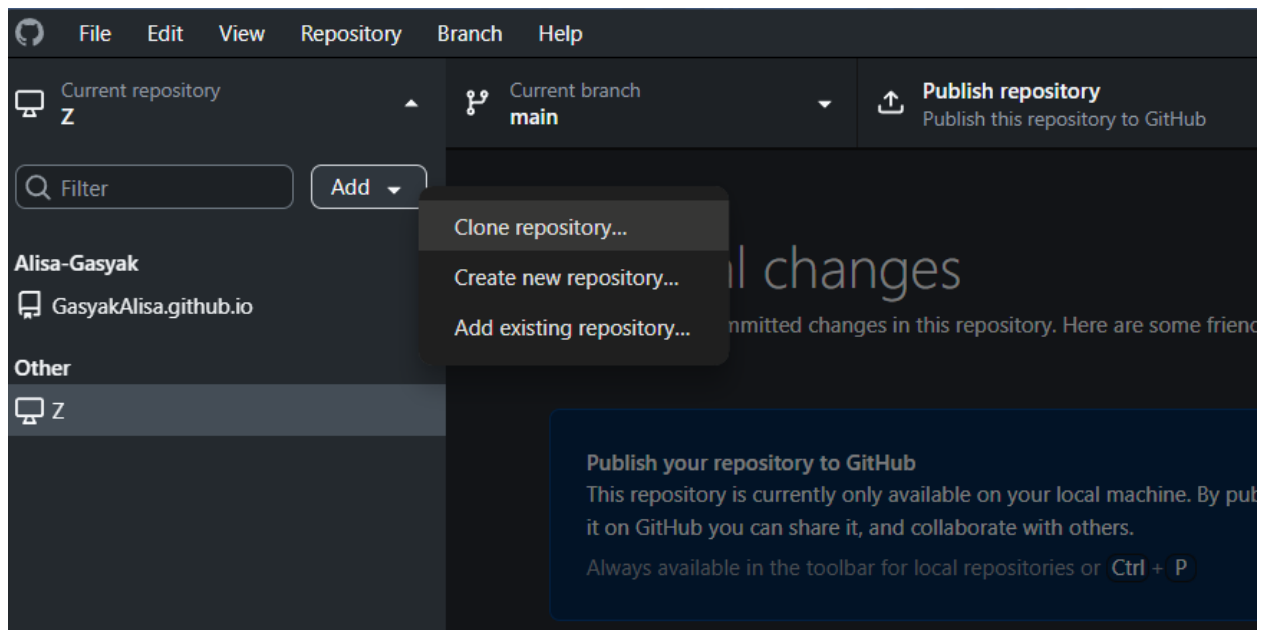 File Edit View Repository Branch Help
Current repository
Z
Current branch
main
Publish repository
Publish this repository to GitHub
Filter
Add
Clone repository...
Create new repository...
Add existing repository...
Alisa-Gasyak
GasyakAlisa.github.io
Other
Z
changes
changes in this repository. Here are some
Publish your repository to GitHub
This repository is currently only available on your local machine. By
it on GitHub you can share it, and collaborate with others.
Always available in the toolbar for local repositories or Ctrl + P